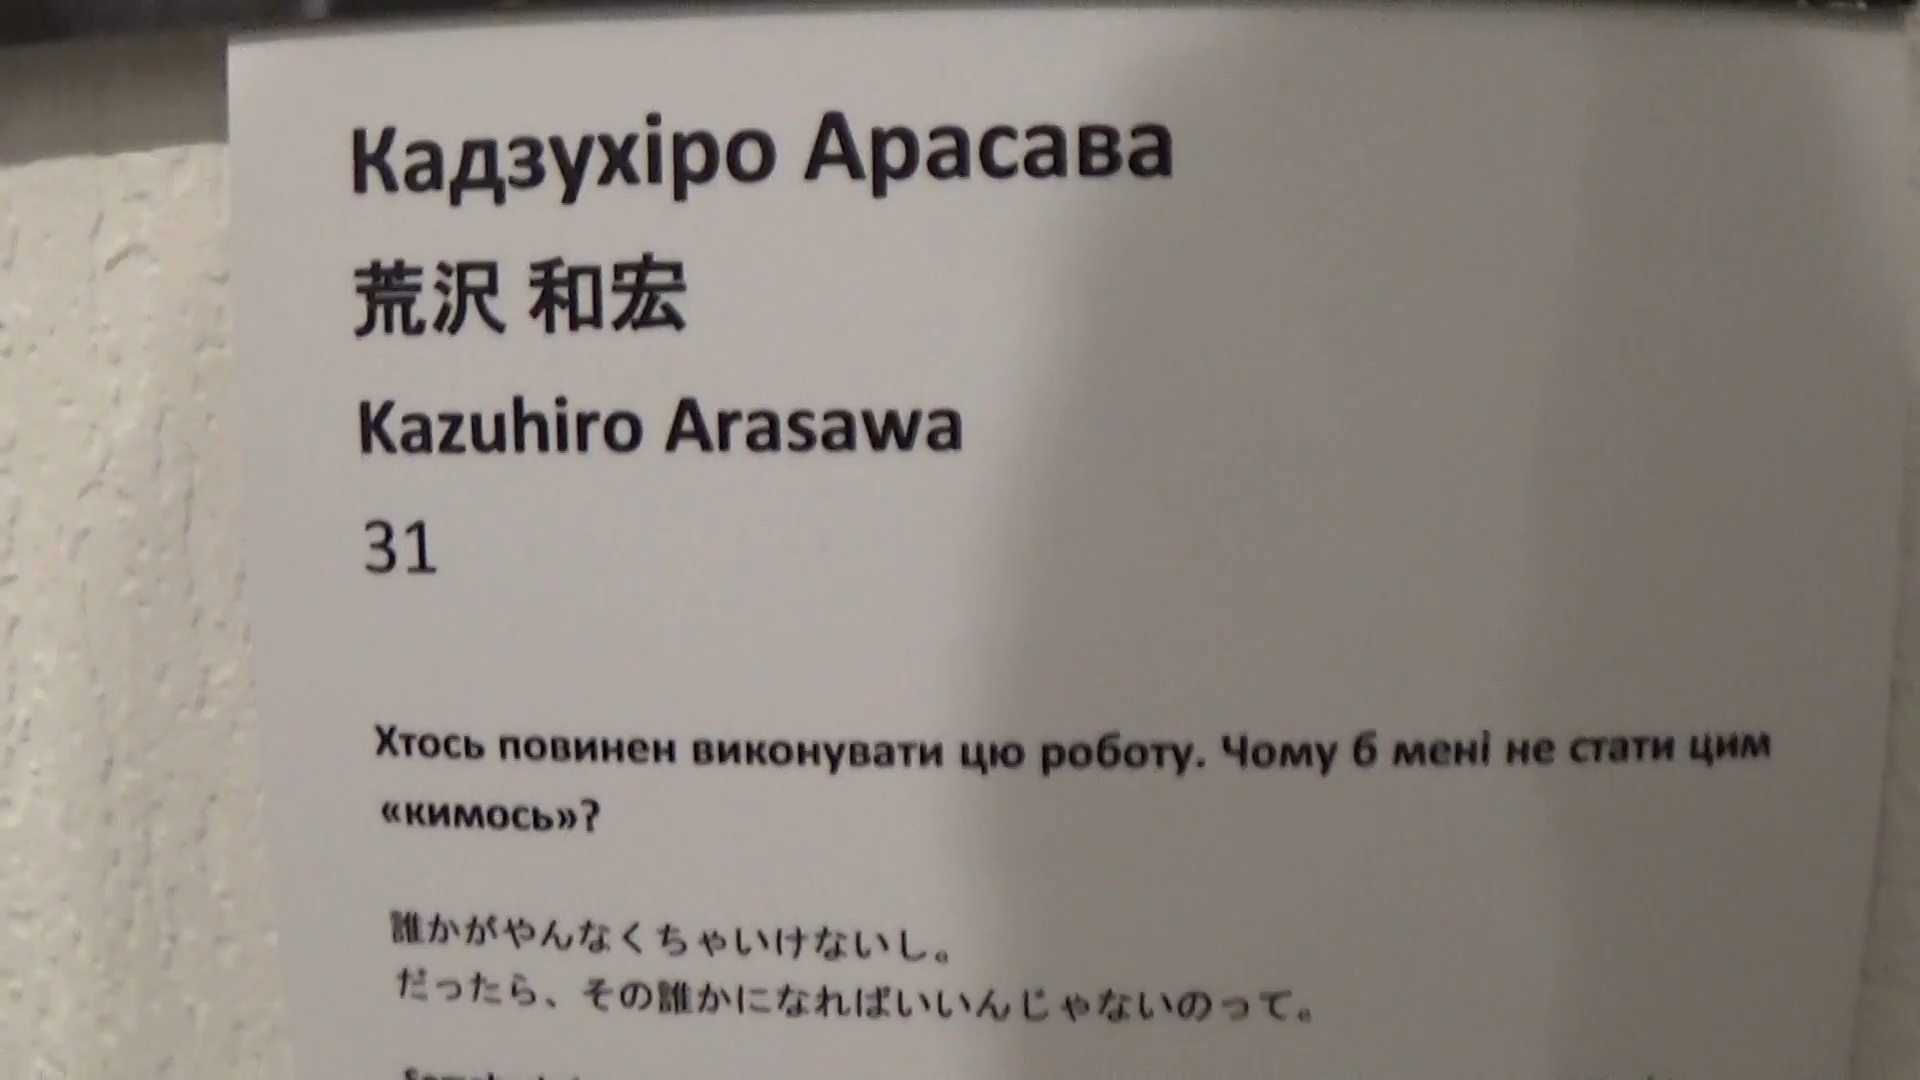 Кадзухіро Арасава
荒沢 和宏
Kazuhiro Arasawa
31
Хтось повинен виконувати цю роботу. Чому б мені не стати цим
«кимось»?
誰かがやんなくちゃいけないし。
だったら、その誰かになればいいんじゃないのって。